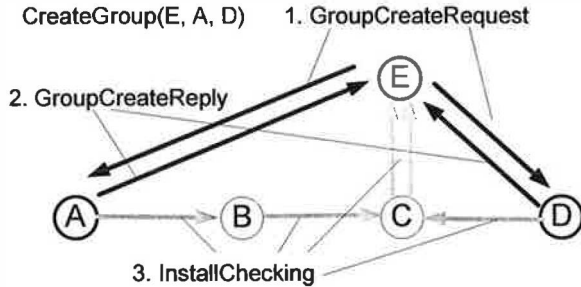 CreateGroup(E, A, D)
1. GroupCreateRequest
E
2. GroupCreateReply
A
B
C
D
3. InstallChecking